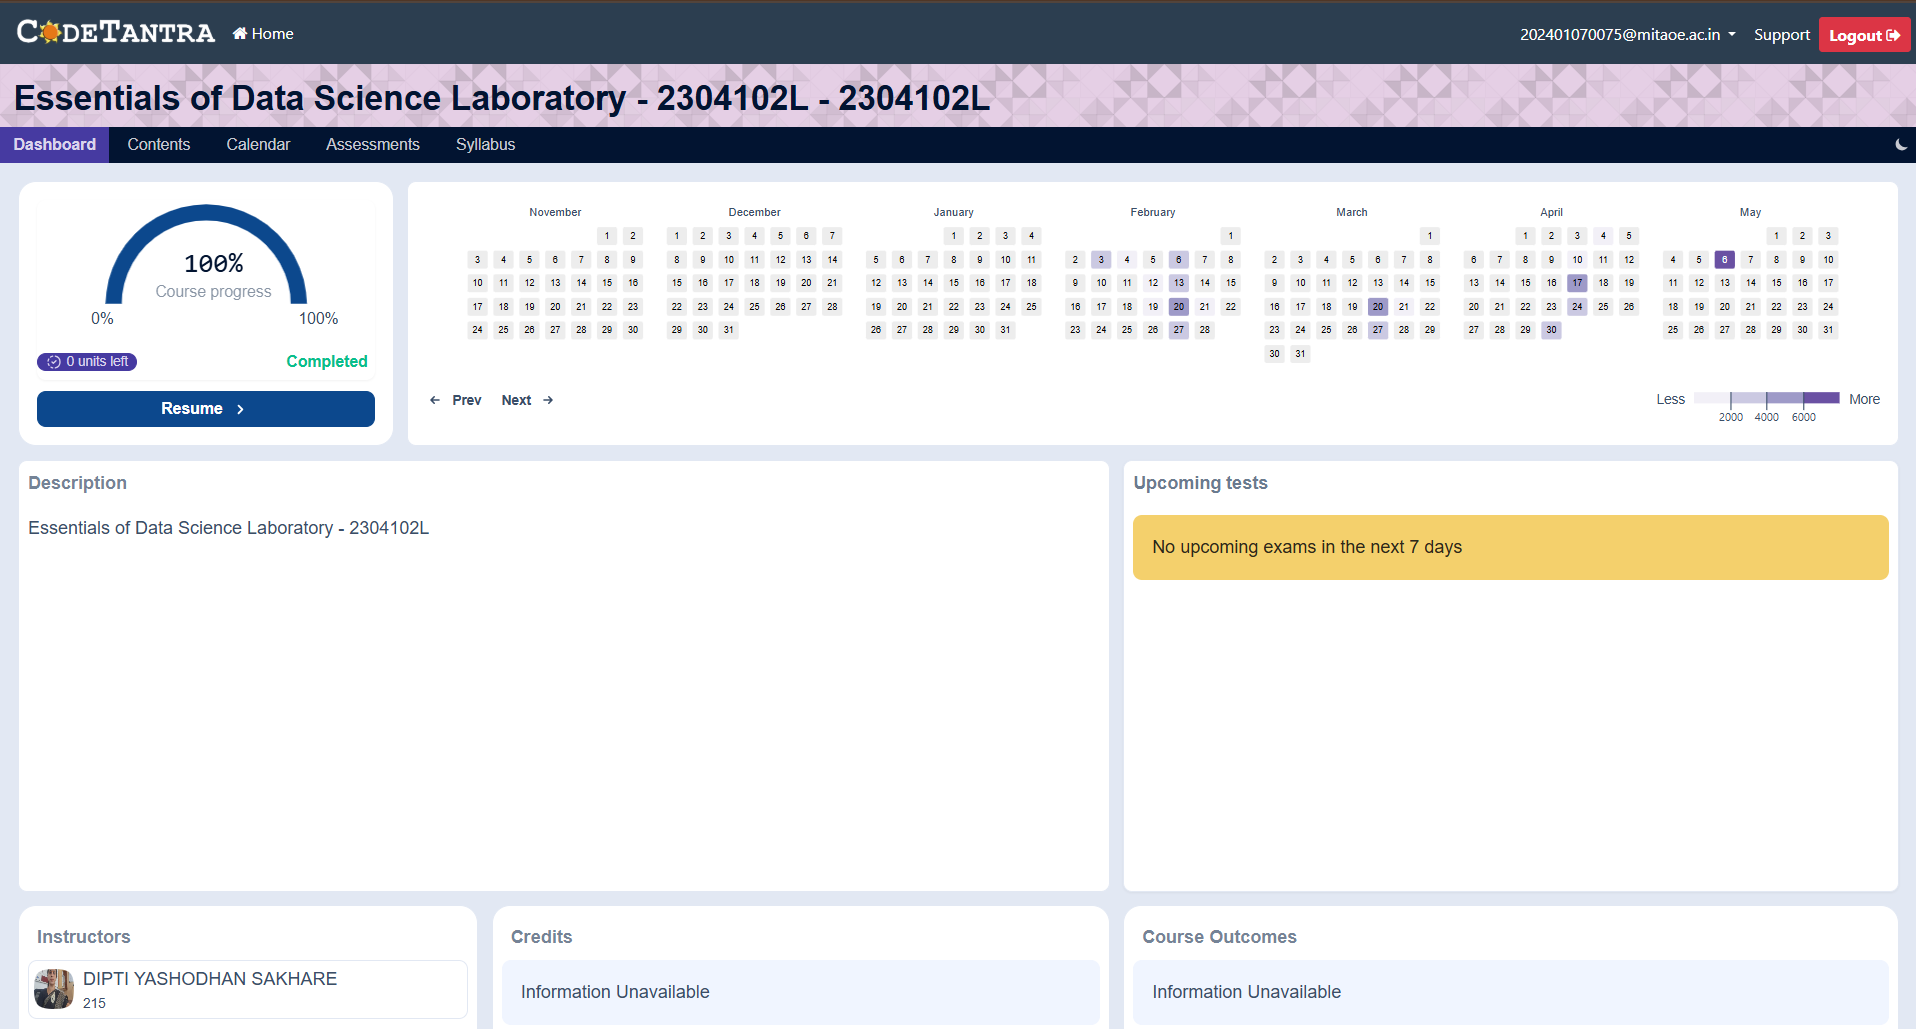 CODETANTRA Home 202401070075@mitaoe.ac.in Support Logout
Essentials of Data Science Laboratory - 2304102L - 2304102L
Dashboard Contents Calendar Assessments Syllabus
100%
Course progress
0% 100%
0 units left Completed
Resume
November
1 2
3 4 5 6 7 8 9
10 11 12 13 14 15 16
17 18 19 20 21 22 23
24 25 26 27 28 29 30
December
1 2 3 4 5 6 7
8 9 10 11 12 13 14
15 16 17 18 19 20 21
22 23 24 25 26 27 28
29 30 31
January
1 2 3 4
5 6 7 8 9 10 11
12 13 14 15 16 17 18
19 20 21 22 23 24 25
26 27 28 29 30 31
February
1
2 3 4 5 6 7 8
9 10 11 12 13 14 15
16 17 18 19 20 21 22
23 24 25 26 27 28
March
1
2 3 4 5 6 7 8
9 10 11 12 13 14 15
16 17 18 19 20 21 22
23 24 25 26 27 28 29
30 31
April
1 2 3 4 5
6 7 8 9 10 11 12
13 14 15 16 17 18 19
20 21 22 23 24 25 26
27 28 29 30
May
1 2 3
4 5 6 7 8 9 10
11 12 13 14 15 16 17
18 19 20 21 22 23 24
25 26 27 28 29 30 31
Prev Next
Less More
2000 4000 6000
Description
Essentials of Data Science Laboratory - 2304102L
Upcoming tests
No upcoming exams in the next 7 days
Instructors
DIPTI YASHODHAN SAKHARE
215
Credits
Information Unavailable
Course Outcomes
Information Unavailable